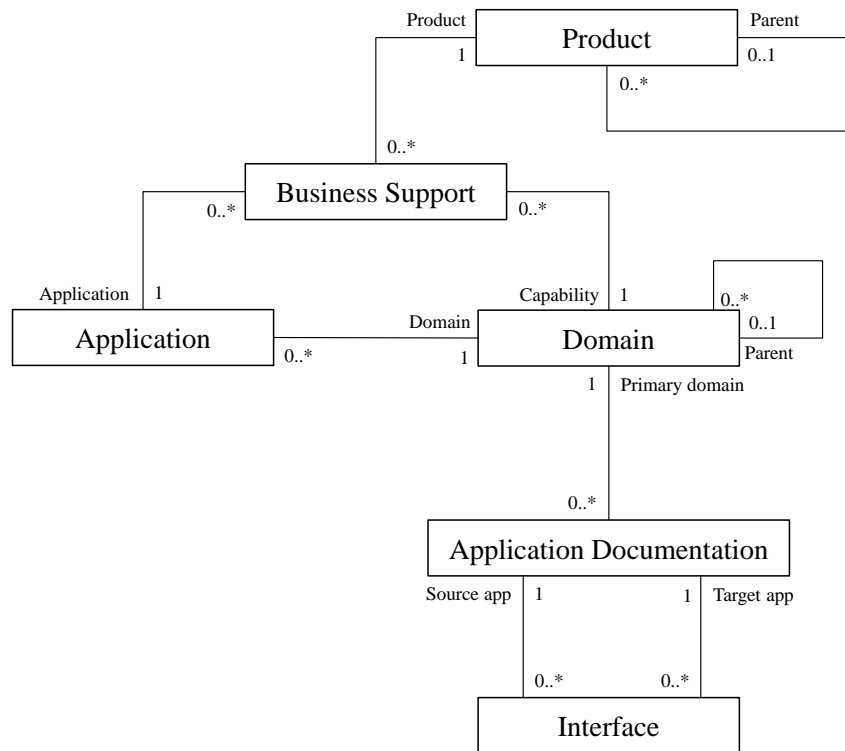 Product
Parent
Product
1
0..1
0..*
0..*
Business Support
0..*
0..*
Application
1
Capability
1
0..*
Domain
0..1
Application
Domain
0..*
1
Parent
1
Primary domain
0..*
Application Documentation
Source app
1
1
Target app
0..*
0..*
Interface